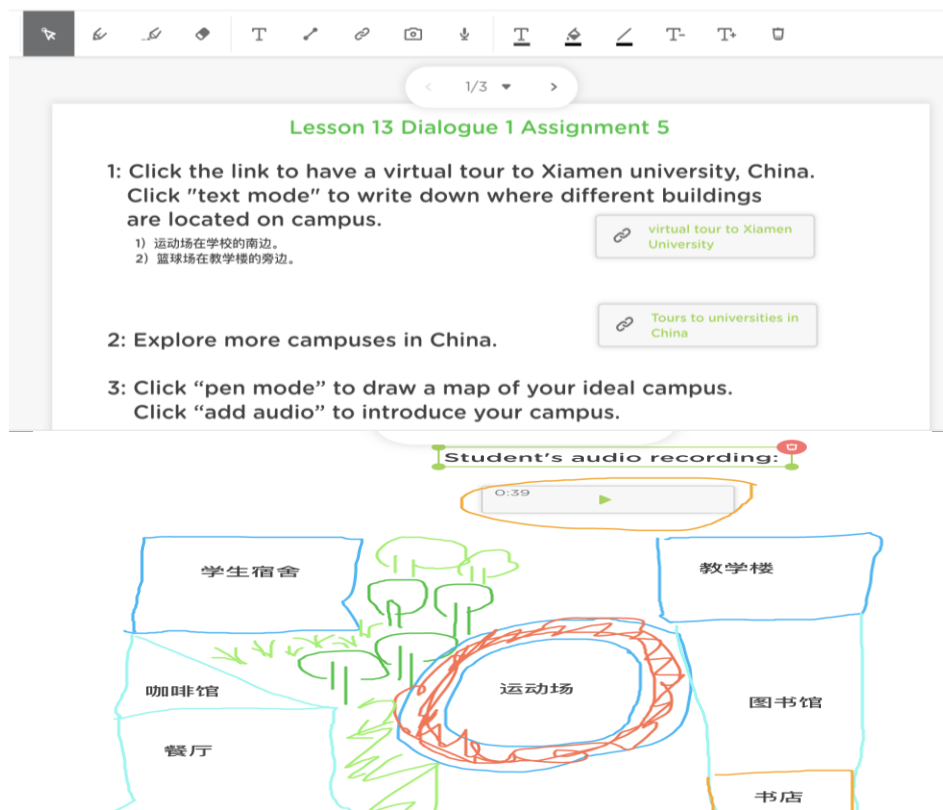 1/3
Lesson 13 Dialogue 1 Assignment 5
1: Click the link to have a virtual tour to Xiamen university, China.
Click "text mode" to write down where different buildings
are located on campus.
1）运动场在学校的南边。
2）篮球场在教学楼的旁边。
virtual tour to Xiamen
University
Tours to universities in
China
2: Explore more campuses in China.
3: Click “pen mode” to draw a map of your ideal campus.
Click “add audio” to introduce your campus.
Student's audio recording:
0:39
学生宿舍
教学楼
咖啡馆
运动场
图书馆
餐厅
书店